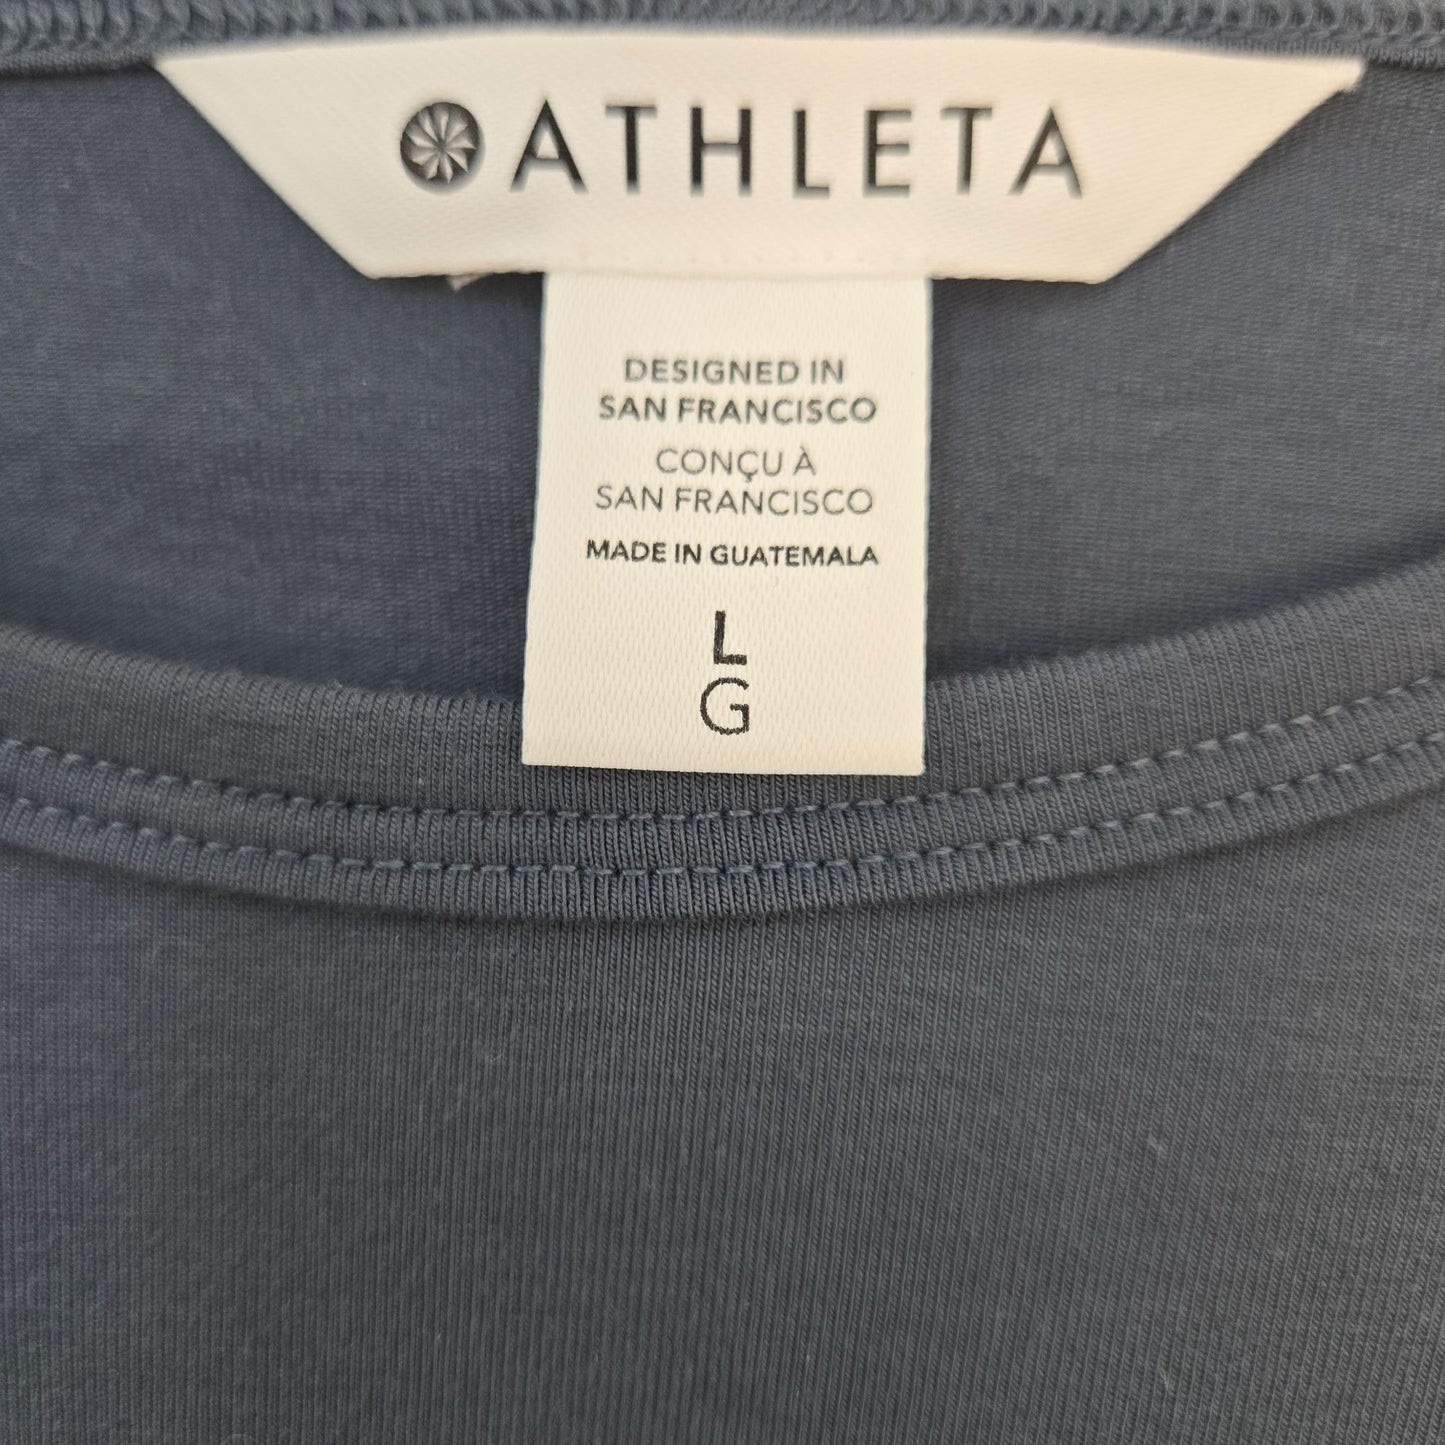 ATHLETA
DESIGNED IN
SAN FRANCISCO
CONÇU À
SAN FRANCISCO
MADE IN GUATEMALA
L
G